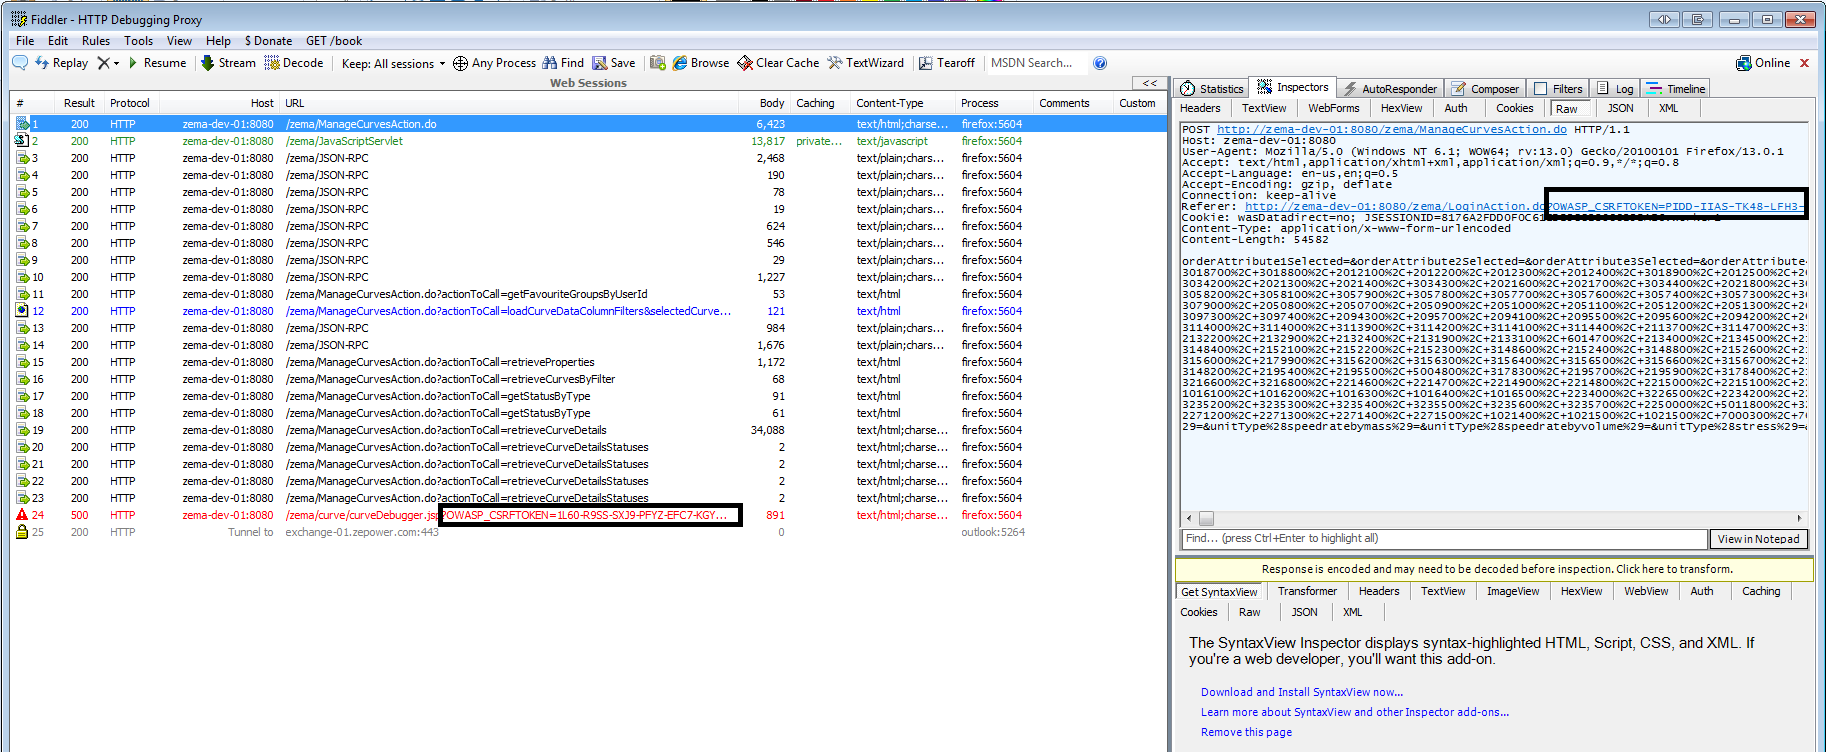 Fiddler - HTTP Debugging Proxy
File Edit Rules Tools View Help $ Donate GET /book
Replay Resume Stream Decode Keep: All sessions Any Process Find Save Browse Clear Cache TextWizard Tearoff MSDN Search... Online
Web Sessions <<
# Result Protocol Host URL Body Caching Content-Type Process Comments Custom
1 200 HTTP zema-dev-01:8080 /zema/ManageCurvesAction.do 6,423 text/html;charse... firefox:5604
2 200 HTTP zema-dev-01:8080 /zema/JavaScriptServlet 13,817 private... text/javascript firefox:5604
3 200 HTTP zema-dev-01:8080 /zema/JSON-RPC 2,468 text/plain;chars... firefox:5604
4 200 HTTP zema-dev-01:8080 /zema/JSON-RPC 190 text/plain;chars... firefox:5604
5 200 HTTP zema-dev-01:8080 /zema/JSON-RPC 78 text/plain;chars... firefox:5604
6 200 HTTP zema-dev-01:8080 /zema/JSON-RPC 19 text/plain;chars... firefox:5604
7 200 HTTP zema-dev-01:8080 /zema/JSON-RPC 624 text/plain;chars... firefox:5604
8 200 HTTP zema-dev-01:8080 /zema/JSON-RPC 546 text/plain;chars... firefox:5604
9 200 HTTP zema-dev-01:8080 /zema/JSON-RPC 29 text/plain;chars... firefox:5604
10 200 HTTP zema-dev-01:8080 /zema/JSON-RPC 1,227 text/plain;chars... firefox:5604
11 200 HTTP zema-dev-01:8080 /zema/ManageCurvesAction.do?actionToCall=getFavouriteGroupsByUserId 53 text/html firefox:5604
12 200 HTTP zema-dev-01:8080 /zema/ManageCurvesAction.do?actionToCall=loadCurveDataColumnFilters&selectedCurve... 121 text/html firefox:5604
13 200 HTTP zema-dev-01:8080 /zema/JSON-RPC 984 text/plain;chars... firefox:5604
14 200 HTTP zema-dev-01:8080 /zema/JSON-RPC 1,676 text/plain;chars... firefox:5604
15 200 HTTP zema-dev-01:8080 /zema/ManageCurvesAction.do?actionToCall=retrieveProperties 1,172 text/html firefox:5604
16 200 HTTP zema-dev-01:8080 /zema/ManageCurvesAction.do?actionToCall=retrieveCurvesByFilter 68 text/html firefox:5604
17 200 HTTP zema-dev-01:8080 /zema/ManageCurvesAction.do?actionToCall=getStatusByType 91 text/html firefox:5604
18 200 HTTP zema-dev-01:8080 /zema/ManageCurvesAction.do?actionToCall=getStatusByType 61 text/html firefox:5604
19 200 HTTP zema-dev-01:8080 /zema/ManageCurvesAction.do?actionToCall=retrieveCurveDetails 34,088 text/html;charse... firefox:5604
20 200 HTTP zema-dev-01:8080 /zema/ManageCurvesAction.do?actionToCall=retrieveCurveDetailsStatuses 2 text/html;charse... firefox:5604
21 200 HTTP zema-dev-01:8080 /zema/ManageCurvesAction.do?actionToCall=retrieveCurveDetailsStatuses 2 text/html;charse... firefox:5604
22 200 HTTP zema-dev-01:8080 /zema/ManageCurvesAction.do?actionToCall=retrieveCurveDetailsStatuses 2 text/html;charse... firefox:5604
23 200 HTTP zema-dev-01:8080 /zema/ManageCurvesAction.do?actionToCall=retrieveCurveDetailsStatuses 2 text/html;charse... firefox:5604
24 500 HTTP zema-dev-01:8080 /zema/curve/curveDebugger.jsp?OWASP_CSRFTOKEN=1L60-R9SS-SXJ9-PFYZ-EFC7-KGY... 891 text/html;charse... firefox:5604
25 200 HTTP Tunnel to exchange-01.zepower.com:443 0 outlook:5264
Statistics Inspectors AutoResponder Composer Filters Log Timeline
Headers TextView WebForms HexView Auth Cookies Raw JSON XML
POST http://zema-dev-01:8080/zema/ManageCurvesAction.do HTTP/1.1
Host: zema-dev-01:8080
User-Agent: Mozilla/5.0 (Windows NT 6.1; WOW64; rv:13.0) Gecko/20100101 Firefox/13.0.1
Accept: text/html,application/xhtml+xml,application/xml;q=0.9,*/*;q=0.8
Accept-Language: en-us,en;q=0.5
Accept-Encoding: gzip, deflate
Connection: keep-alive
Referer: http://zema-dev-01:8080/zema/LoginAction.do?OWASP_CSRFTOKEN=PIDD-IIAS-TK48-LFH3-
Cookie: wasDatadirect=no;
Content-Type: application/x-www-form-urlencoded
Content-Length: 54582
orderAttribute1Selected=&orderAttribute2Selected=&orderAttribute3Selected=&orderAttribute
3018700%2C+3018800%2C+2012100%2C+2012200%2C+2012300%2C+2012400%2C+3018900%2C+2012500%2C+
3034200%2C+2021300%2C+2021400%2C+3034300%2C+2021600%2C+2021700%2C+3034400%2C+2021800%2C+
3058200%2C+3058100%2C+3057900%2C+3057800%2C+3057700%2C+3057600%2C+3057400%2C+3057300%2C+
3079000%2C+2050800%2C+2050700%2C+2050900%2C+2051000%2C+2051300%2C+2051100%2C+2051200%2C+
3097300%2C+3097400%2C+2095700%2C+2094100%2C+2095500%2C+2095600%2C+2094200%2C+
3114000%2C+3114100%2C+3113900%2C+3114200%2C+3114100%2C+3114400%2C+2113700%2C+3114700%2C+
2132200%2C+2132900%2C+2132400%2C+2131900%2C+2133100%2C+6014700%2C+3134000%2C+
3148400%2C+2152100%2C+2152200%2C+2152300%2C+3148600%2C+2152400%2C+3148800%2C+2152600%2C+
3156000%2C+2179900%2C+3156200%2C+3156300%2C+3156400%2C+3156500%2C+3156600%2C+3156700%2C+
3148200%2C+2195400%2C+2195500%2C+5004800%2C+3178300%2C+2195700%2C+2195900%2C+3178400%2C+
3216600%2C+3216800%2C+2214600%2C+2214700%2C+2214900%2C+2214800%2C+2215000%2C+2215100%2C+
1016100%2C+1016200%2C+1016300%2C+1016400%2C+1016500%2C+2234000%2C+3226500%2C+2234200%2C+
3235200%2C+3235300%2C+3235400%2C+3235500%2C+3235600%2C+3235700%2C+2250000%2C+5011800%2C+
2271200%2C+2271300%2C+2271400%2C+2271500%2C+1021400%2C+1021500%2C+1021500%2C+7000300%2C+
29=&unitType%28speedratebymass%29=&unitType%28speedratebyvolume%29=&unitType%28stress%29=
Find... (press Ctrl+Enter to highlight all) View in Notepad
Response is encoded and may need to be decoded before inspection. Click here to transform.
Get SyntaxView Transformer Headers TextView ImageView HexView WebView Auth Caching
Cookies Raw JSON XML
The SyntaxView Inspector displays syntax-highlighted HTML, Script, CSS, and XML. If
you're a web developer, you'll want this add-on.
Download and Install SyntaxView now...
Learn more about SyntaxView and other Inspector add-ons...
Remove this page